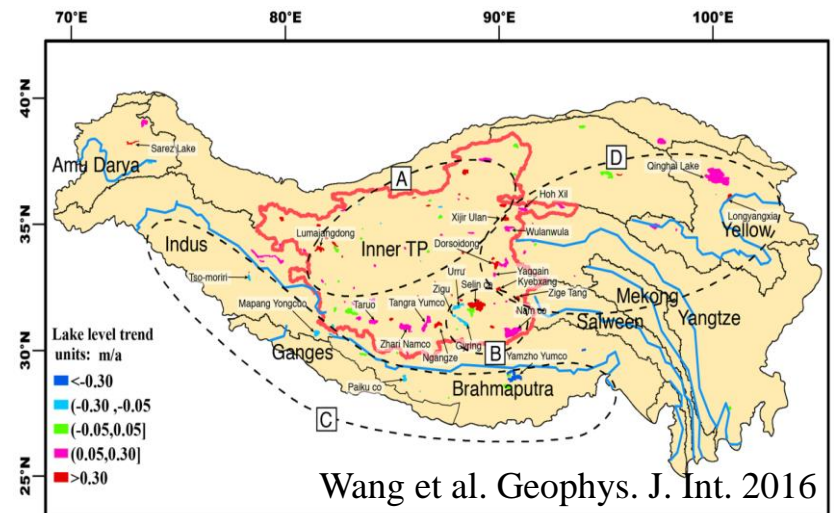 70°E 80°E 90°E 100°E
40°N
35°N
30°N
25°N
Sarez Lake
Amu Darya
A
D
Qinghai Lake
Hoh Xil
Xijir Ulan
Longyangxia
Lumajangdong
Wulanwula
Yellow
Indus
Inner TP
Dorsoidong
Tso-moriri
Urru
Yaqqain
Kyebxang
Selin co
Zigu
Zige Tang
Mekong
Mapang Yongcuo
Taruo
Tangra Yumco
Nam co
Salween
Yangtze
Lake level trend
units: m/a
Ganges
Zhari Namco
Ngangze
B
Yamzho Yumco
Paiku co
Brahmaputra
C
<-0.30
(-0.30 ,-0.05
(-0.05,0.05]
(0.05,0.30]
>0.30
Wang et al. Geophys. J. Int. 2016